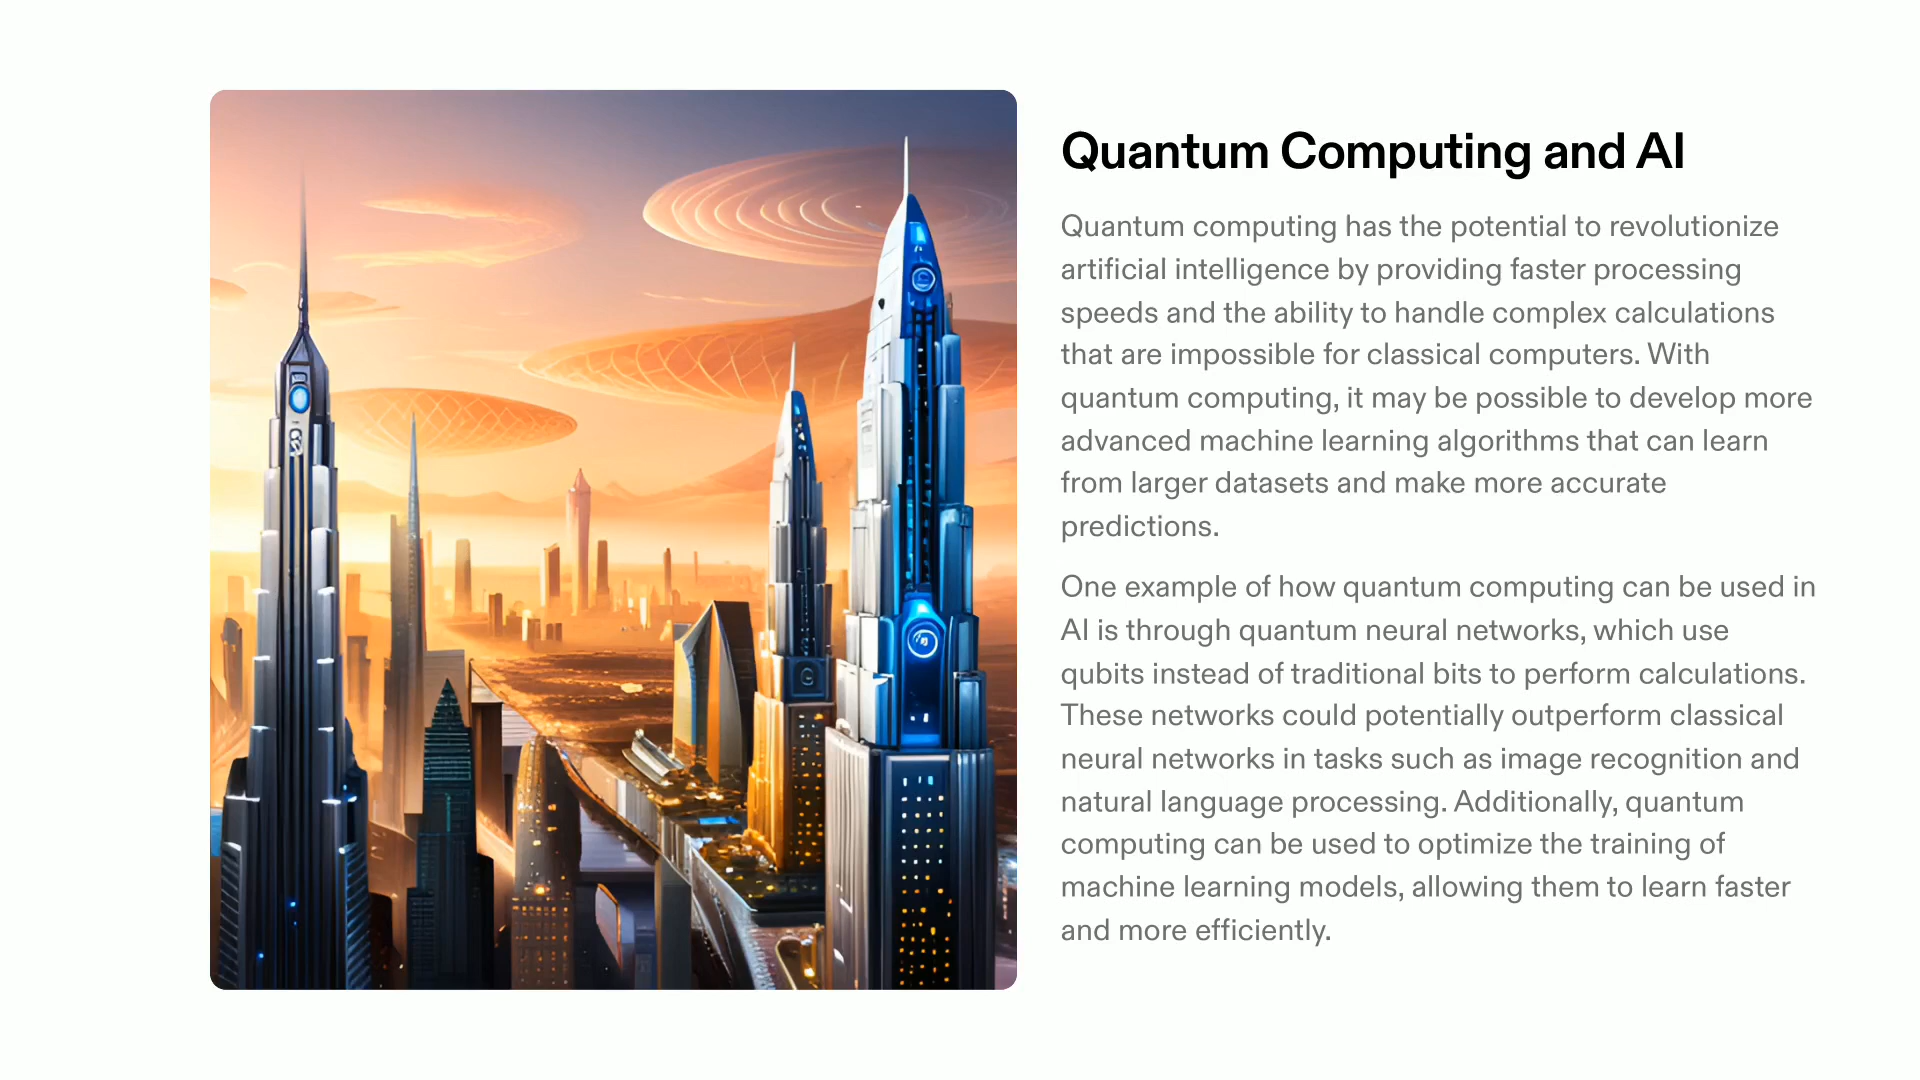 Quantum Computing and AI
Quantum computing has the potential to revolutionize
artificial intelligence by providing faster processing
speeds and the ability to handle complex calculations
that are impossible for classical computers. With
quantum computing, it may be possible to develop more
advanced machine learning algorithms that can learn
from larger datasets and make more accurate
predictions.
One example of how quantum computing can be used in
AI is through quantum neural networks, which use
qubits instead of traditional bits to perform calculations.
These networks could potentially outperform classical
neural networks in tasks such as image recognition and
natural language processing. Additionally, quantum
computing can be used to optimize the training of
machine learning models, allowing them to learn faster
and more efficiently.